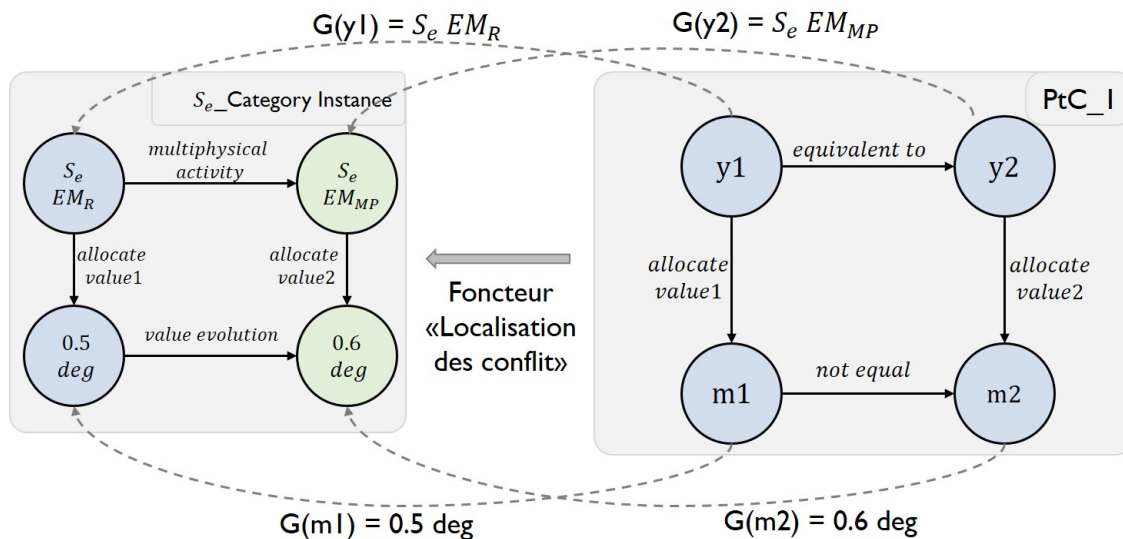 G(y1) = S_e EM_R
G(y2) = S_e EM_MP
S_e_Category Instance
PtC_1
S_e
EM_R
multiphysical
activity
S_e
EM_MP
y1
equivalent to
y2
allocate
value1
allocate
value2
Foncteur
«Localisation
des conflit»
allocate
value1
allocate
value2
0.5
deg
value evolution
0.6
deg
m1
not equal
m2
G(m1) = 0.5 deg
G(m2) = 0.6 deg